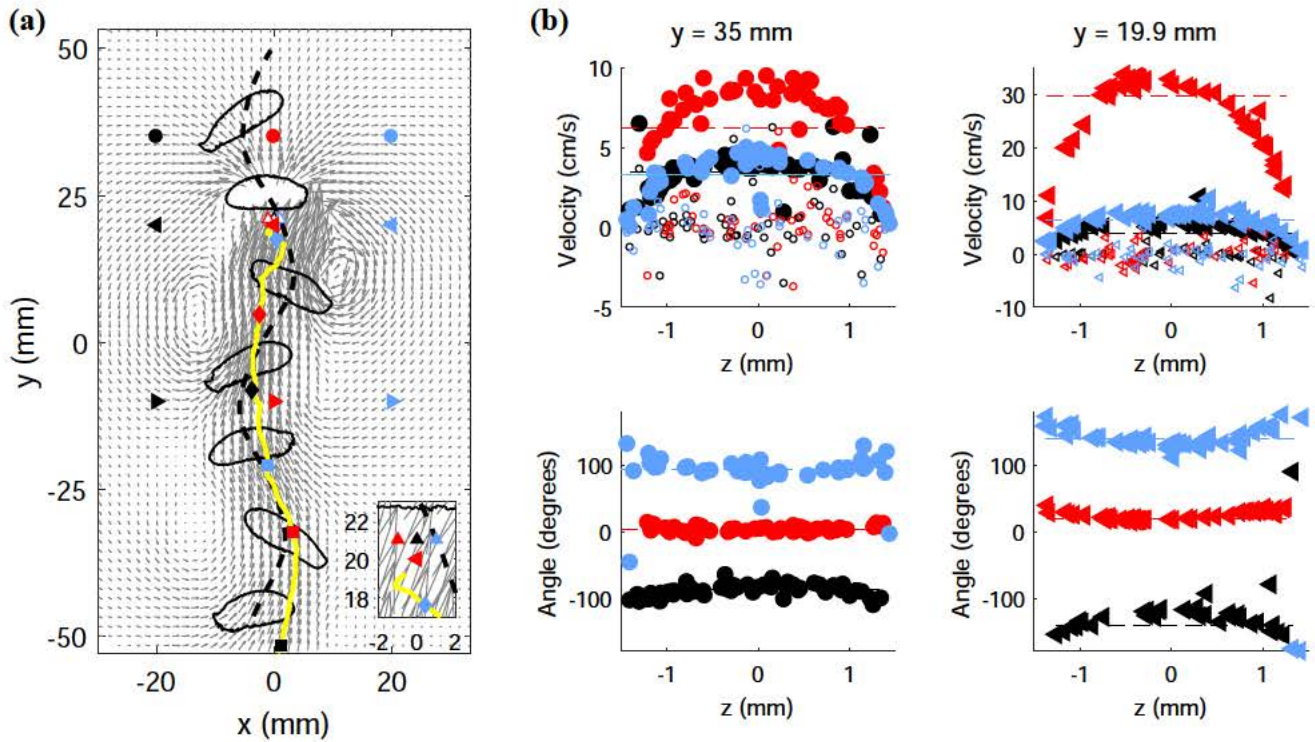 (a)
50
25
0
-25
-50
y (mm)
-20 0 20
x (mm)
22
20
18
-2 0 2
(b)
y = 35 mm
10
5
0
-5
Velocity (cm/s)
-1 0 1
z (mm)
y = 19.9 mm
30
20
10
0
-10
Velocity (cm/s)
-1 0 1
z (mm)
100
0
-100
Angle (degrees)
-1 0 1
z (mm)
100
0
-100
Angle (degrees)
-1 0 1
z (mm)